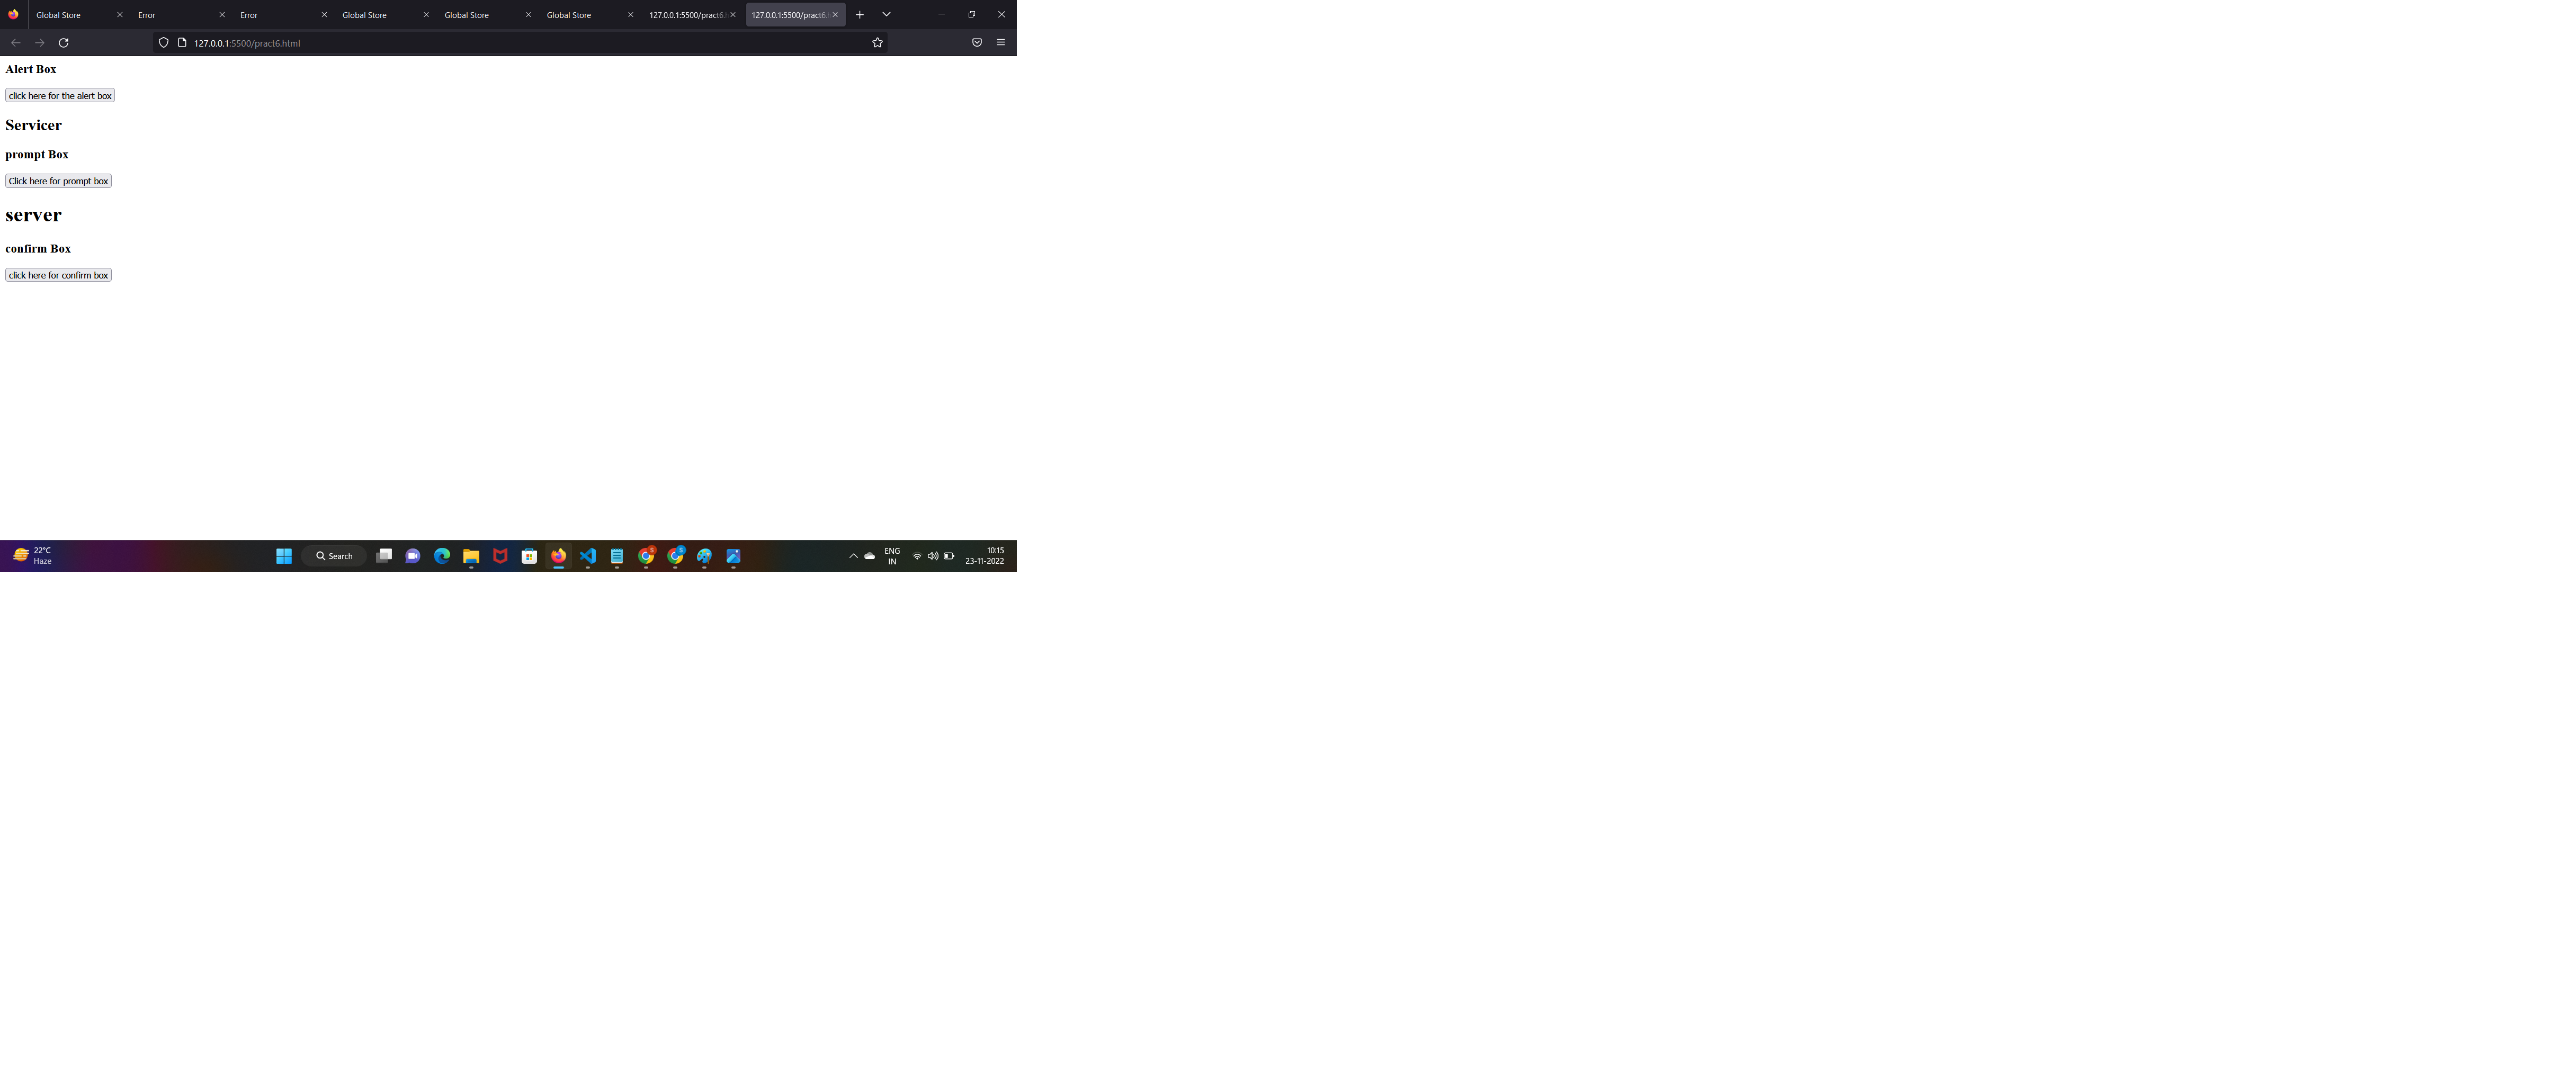 Global Store
Error
Error
Global Store
Global Store
Global Store
127.0.0.1:5500/pract6.h
127.0.0.1:5500/pract6.h
127.0.0.1:5500/pract6.html
Alert Box
click here for the alert box
Servicer
prompt Box
Click here for prompt box
server
confirm Box
click here for confirm box
22°C
Haze
Search
ENG
IN
10:15
23-11-2022